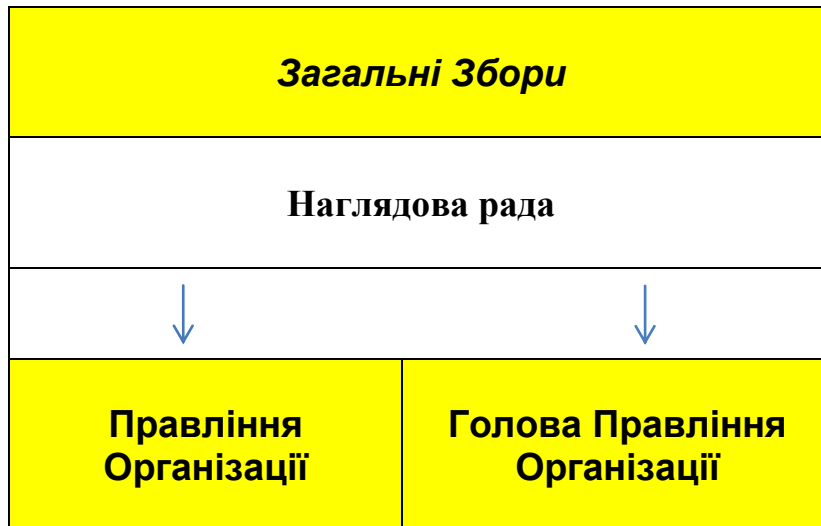 Загальні Збори
Наглядова рада
Правління
Організації
Голова Правління
Організації